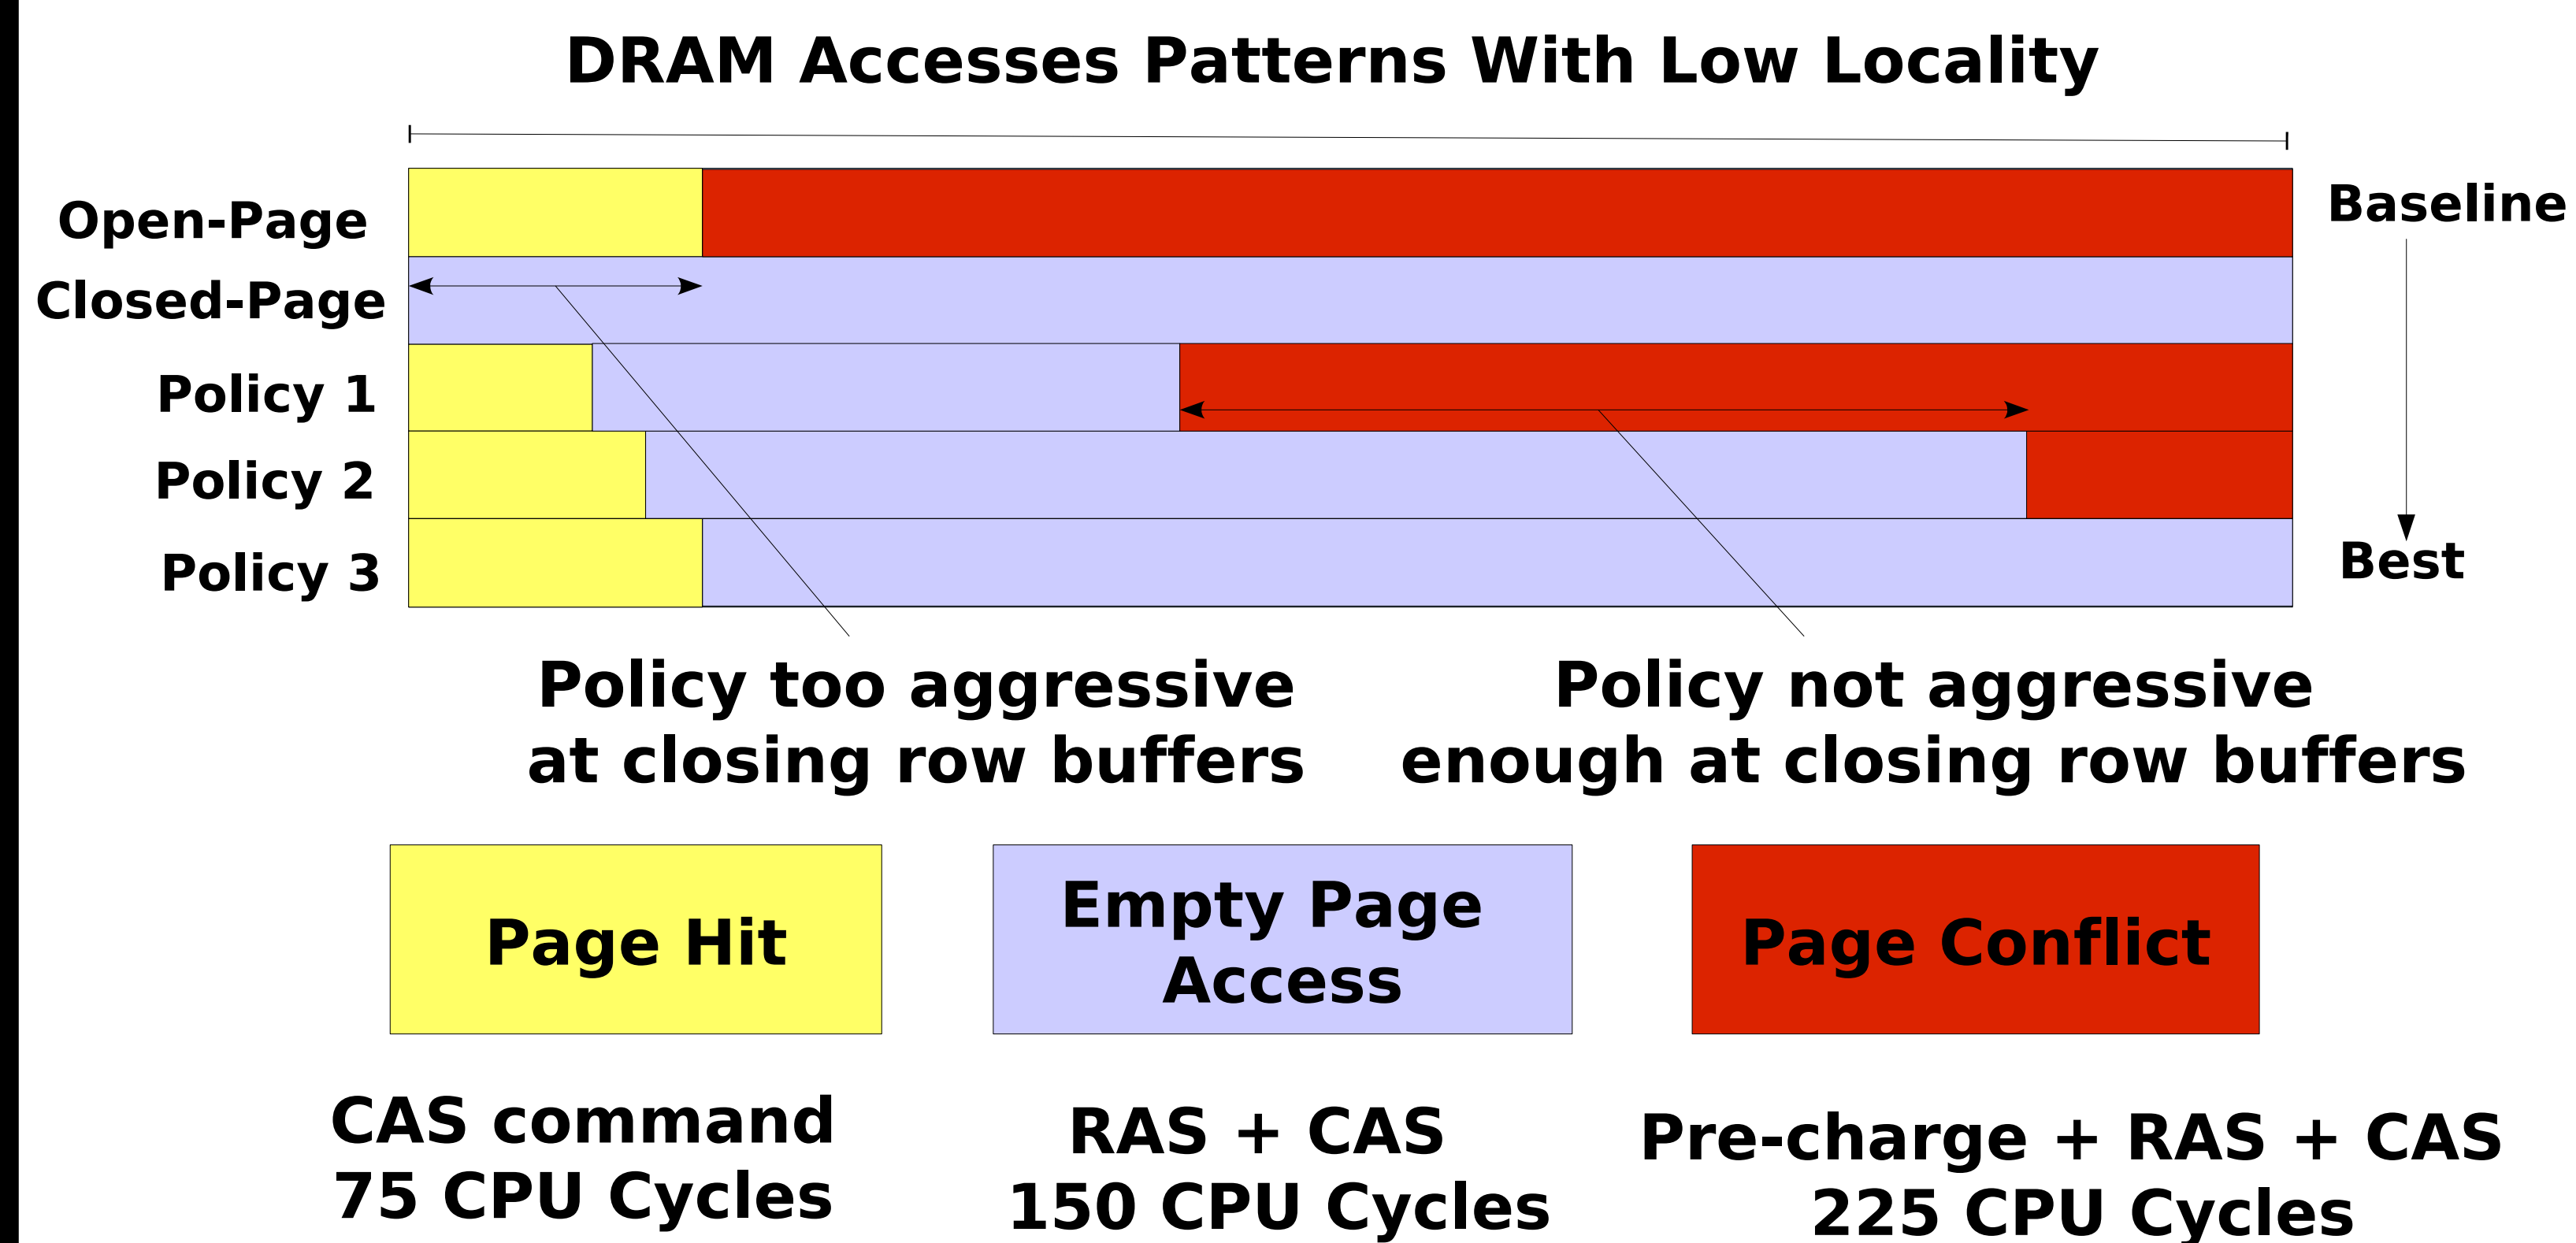 DRAM Accesses Patterns With Low Locality
Open-Page
Baseline
Closed-Page
Policy 1
Policy 2
Policy 3
Best
Policy too aggressive
at closing row buffers
Policy not aggressive
enough at closing row buffers
Page Hit
Empty Page
Access
Page Conflict
CAS command
75 CPU Cycles
RAS + CAS
150 CPU Cycles
Pre-charge + RAS + CAS
225 CPU Cycles